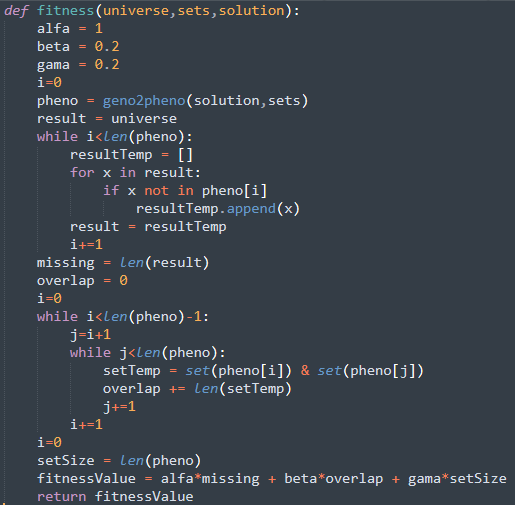 def fitness(universe,sets,solution):
    alfa = 1
    beta = 0.2
    gama = 0.2
    i=0
    pheno = geno2pheno(solution,sets)
    result = universe
    while i<len(pheno):
        resultTemp = []
        for x in result:
            if x not in pheno[i]
                resultTemp.append(x)
        result = resultTemp
        i+=1
    missing = len(result)
    overlap = 0
    i=0
    while i<len(pheno)-1:
        j=i+1
        while j<len(pheno):
            setTemp = set(pheno[i]) & set(pheno[j])
            overlap += len(setTemp)
            j+=1
        i+=1
    i=0
    setSize = len(pheno)
    fitnessValue = alfa*missing + beta*overlap + gama*setSize
    return fitnessValue